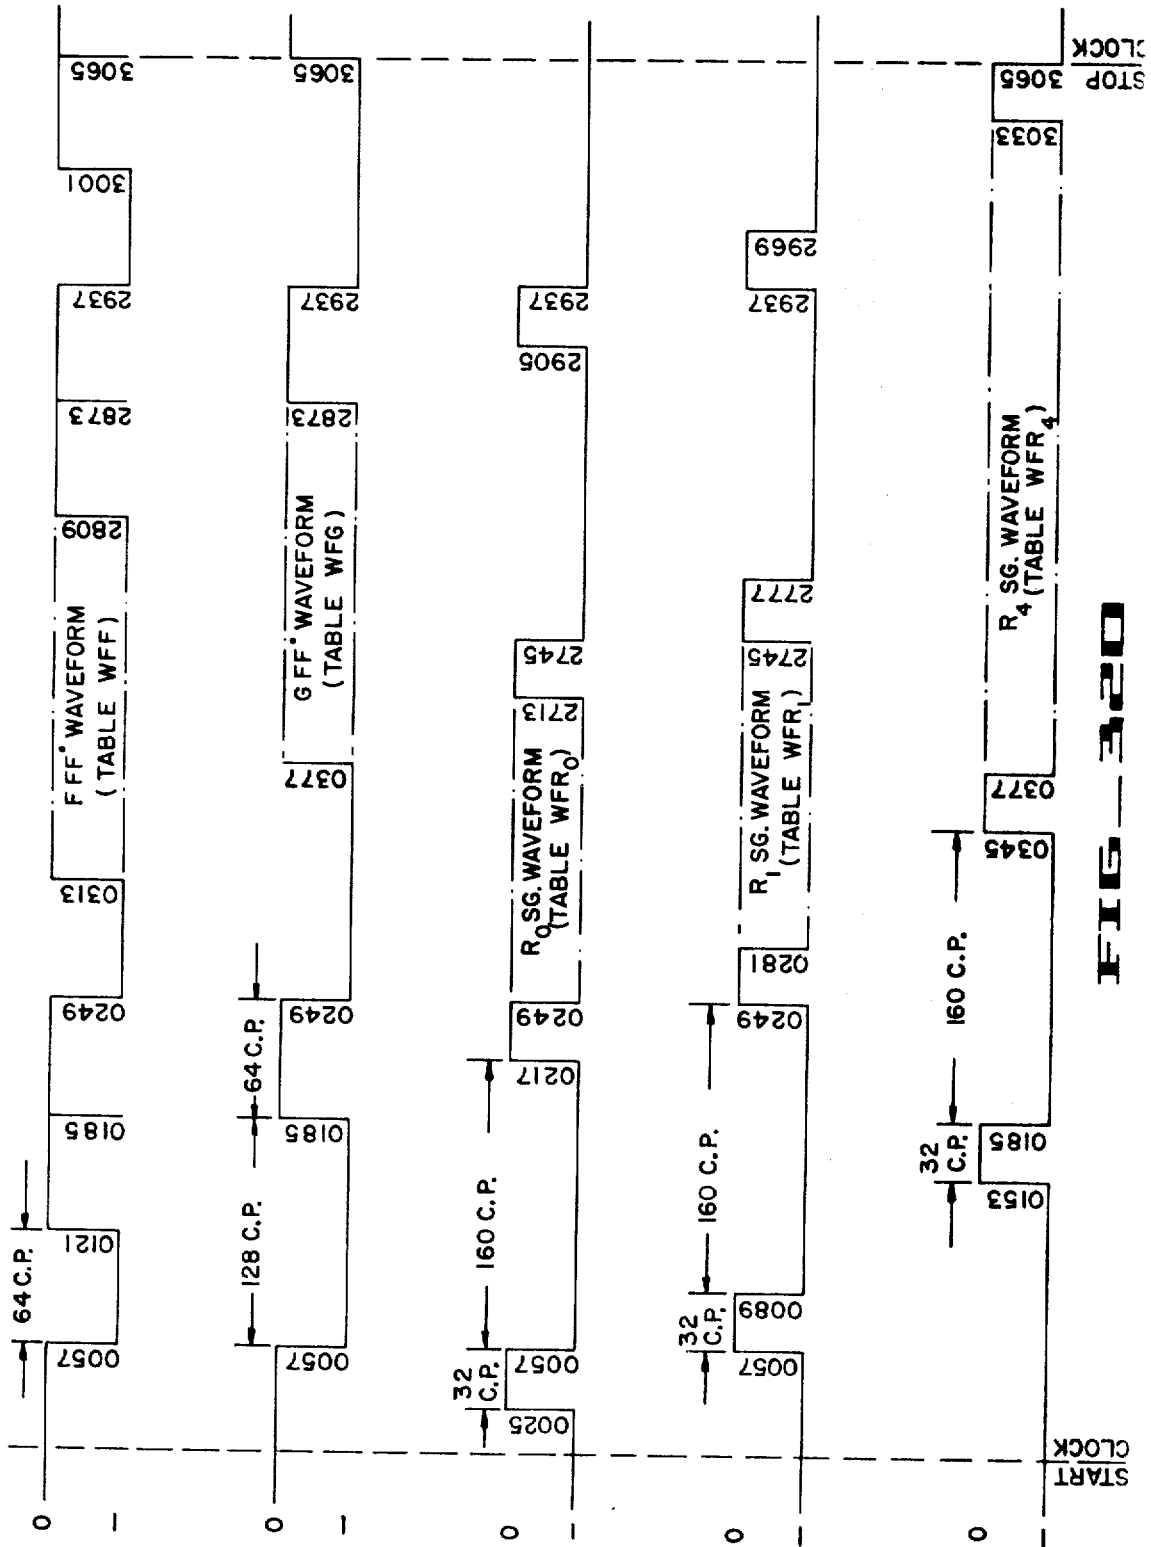 0
1
64 C.P.
0057
0121
0185
0249
0313
FFF' WAVEFORM
(TABLE WFF)
2809
2873
2937
3001
3065
0
1
128 C.P.
64 C.P.
0057
0185
0249
0377
GFF' WAVEFORM
(TABLE WFG)
2873
2937
3065
0
1
32
C.P.
160 C.P.
0025
0057
0217
0249
R0 SG. WAVEFORM
(TABLE WFR0)
2713
2745
2905
2937
0
1
32
C.P.
160 C.P.
0057
0089
0249
0281
R1 SG. WAVEFORM
(TABLE WFR1)
2745
2777
2937
2969
0
1
32
C.P.
160 C.P.
0153
0185
0345
0377
R4 SG. WAVEFORM
(TABLE WFR4)
3033
3065
START
CLOCK
STOP
CLOCK
FIG 3.20